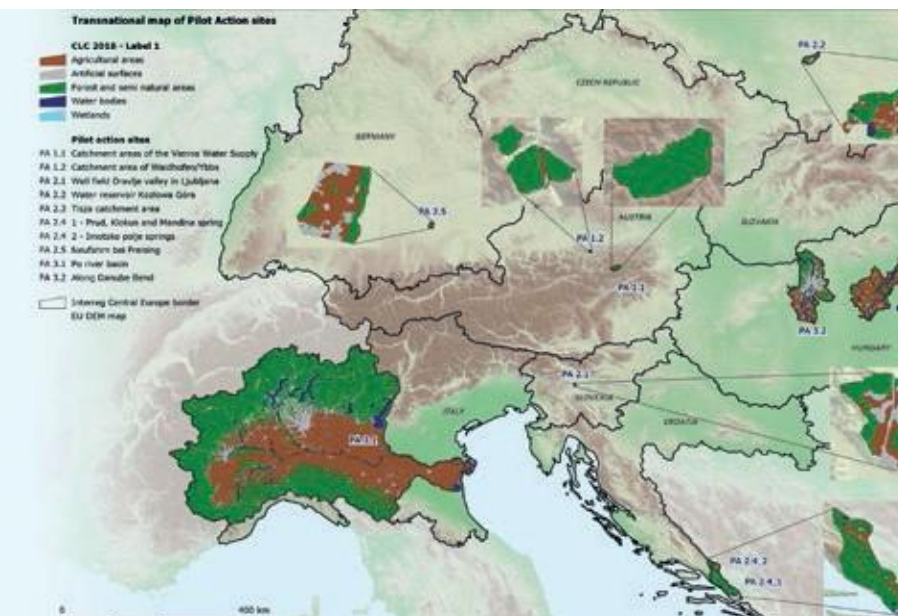 Transnational map of Pilot Action sites
CLC 2018 - Label 1
Agricultural areas
Artificial surfaces
Forest and semi natural areas
Water bodies
Wetlands
Pilot action sites
PA 1.1 Catchment areas of the Vienna Water Supply
PA 1.2 Catchment area of Waidhofen/Ybbs
PA 2.1 Well field Dravlje valley in Ljubljana
PA 2.2 Water reservoir Kozlowa Góra
PA 2.3 Tisza catchment area
PA 2.4 1 - Prud, Klokun and Mandina spring
PA 2.4 2 - Imotsko polje springs
PA 2.5 Neufahrn bei Freising
PA 3.1 Po river basin
PA 3.2 Along Danube Bend
Interreg Central Europe border
EU DEM map
PA 2.2
CZECH REPUBLIC
GERMANY
PA 2.5
AUSTRIA
SLOVAKIA
PA 1.2
PA 1.1
PA 3.2
HUNGARY
PA 2.1
SLOVENIA
ITALY
CROATIA
PA 3.1
PA 2.4_2
PA 2.4_1
0 400 km